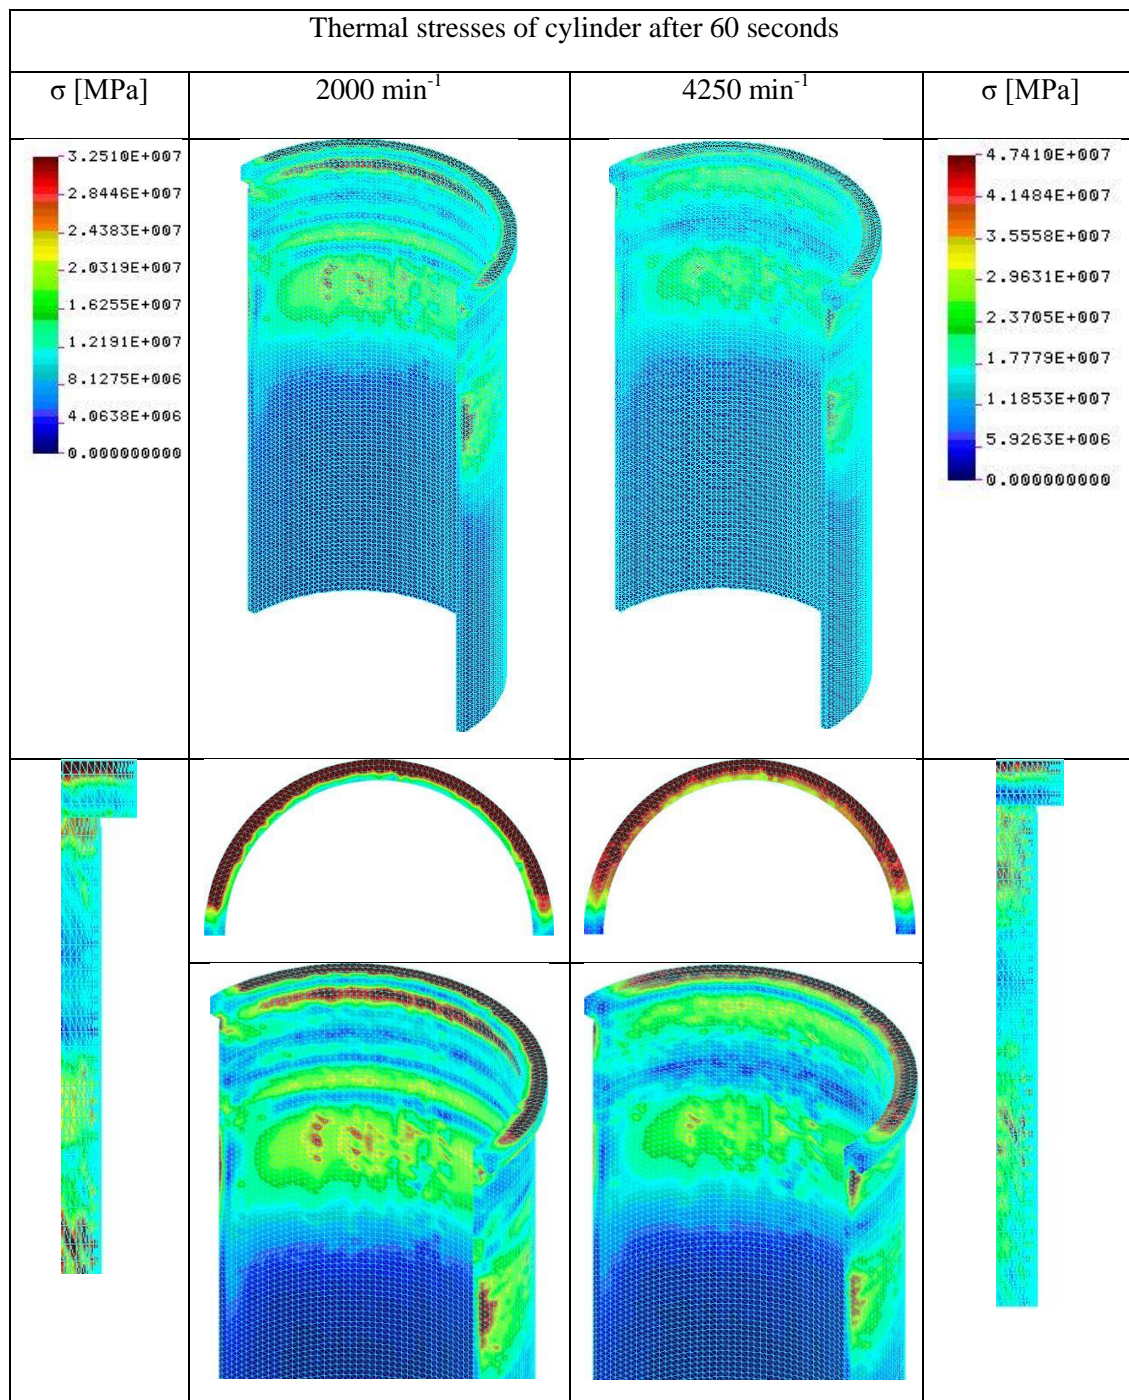 Thermal stresses of cylinder after 60 seconds
σ [MPa] 2000 min-1 4250 min-1 σ [MPa]
3.2510E+007
2.8446E+007
2.4383E+007
2.0319E+007
1.6255E+007
1.2191E+007
8.1275E+006
4.0638E+006
0.000000000
4.7410E+007
4.1484E+007
3.5558E+007
2.9631E+007
2.3705E+007
1.7779E+007
1.1853E+007
5.9263E+006
0.000000000